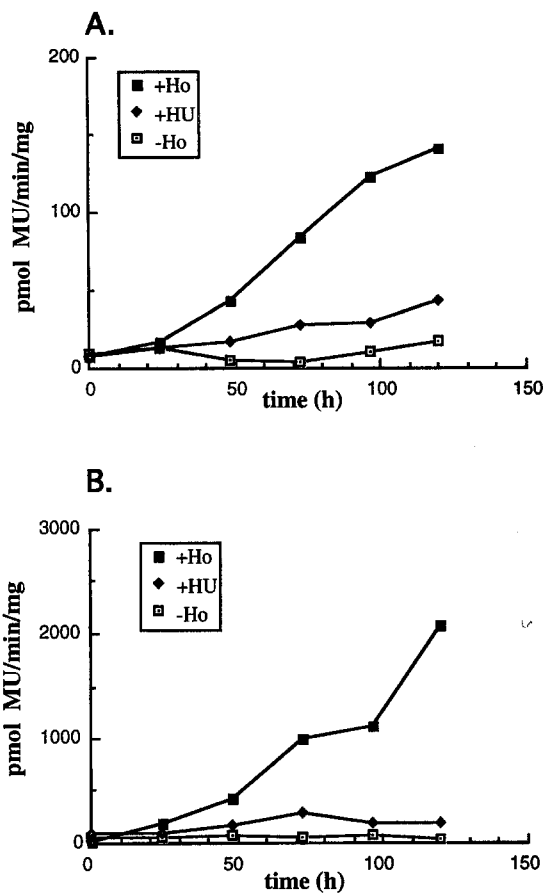 A.
200
+Ho
+HU
-Ho
100
0
pmol MU/min/mg
0 50 100 150
time (h)
B.
3000
+Ho
+HU
-Ho
2000
1000
0
pmol MU/min/mg
0 50 100 150
time (h)